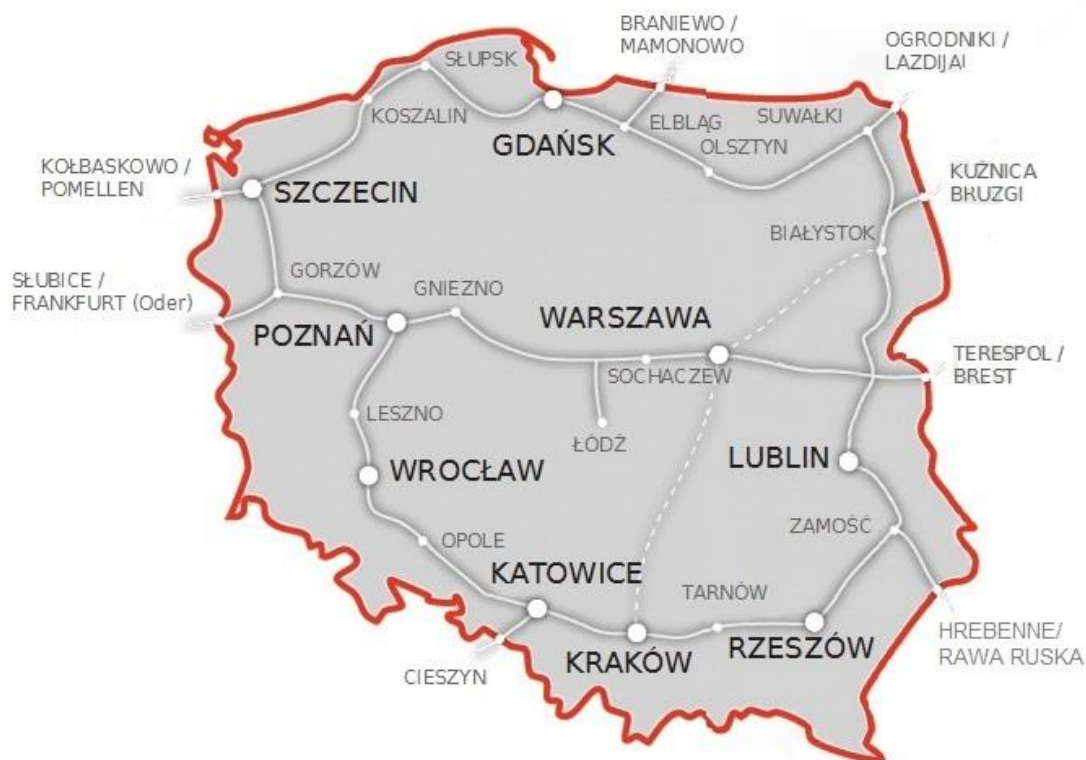 BRANIEWO /
MAMONOWO
OGRODNIKI /
LAZDIJAI
SŁUPSK
KOSZALIN
GDAŃSK
ELBLĄG
SUWAŁKI
OLSZTYN
KOŁBASKOWO /
POMELLEN
SZCZECIN
KUŹNICA
BRUZGI
BIAŁYSTOK
SŁUBICE /
FRANKFURT (Oder)
GORZÓW
GNIEZNO
POZNAŃ
WARSZAWA
SOCHACZEW
TERESPOL /
BREST
LESZNO
ŁÓDŹ
WROCŁAW
LUBLIN
OPOLE
ZAMOŚĆ
KATOWICE
TARNÓW
CIESZYN
KRAKÓW
RZESZÓW
HREBENNE/
RAWA RUSKA